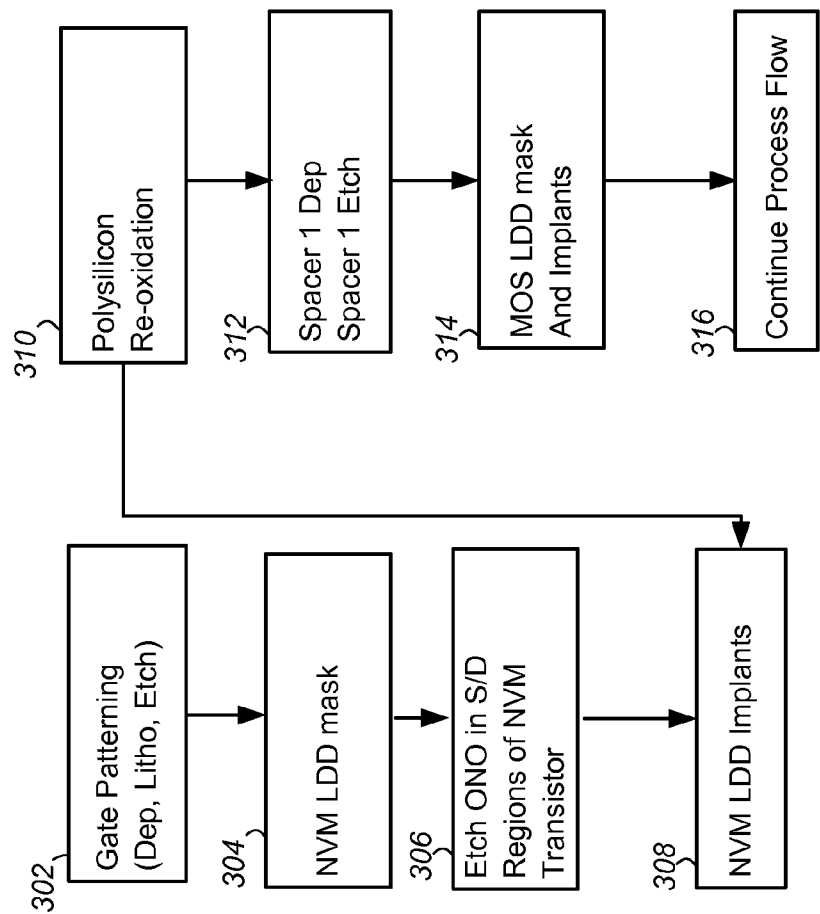 302
Gate Patterning
(Dep, Litho, Etch)
304
NVM LDD mask
306
Etch ONO in S/D
Regions of NVM
Transistor
308
NVM LDD Implants
310
Polysilicon
Re-oxidation
312
Spacer 1 Dep
Spacer 1 Etch
314
MOS LDD mask
And Implants
316
Continue Process Flow